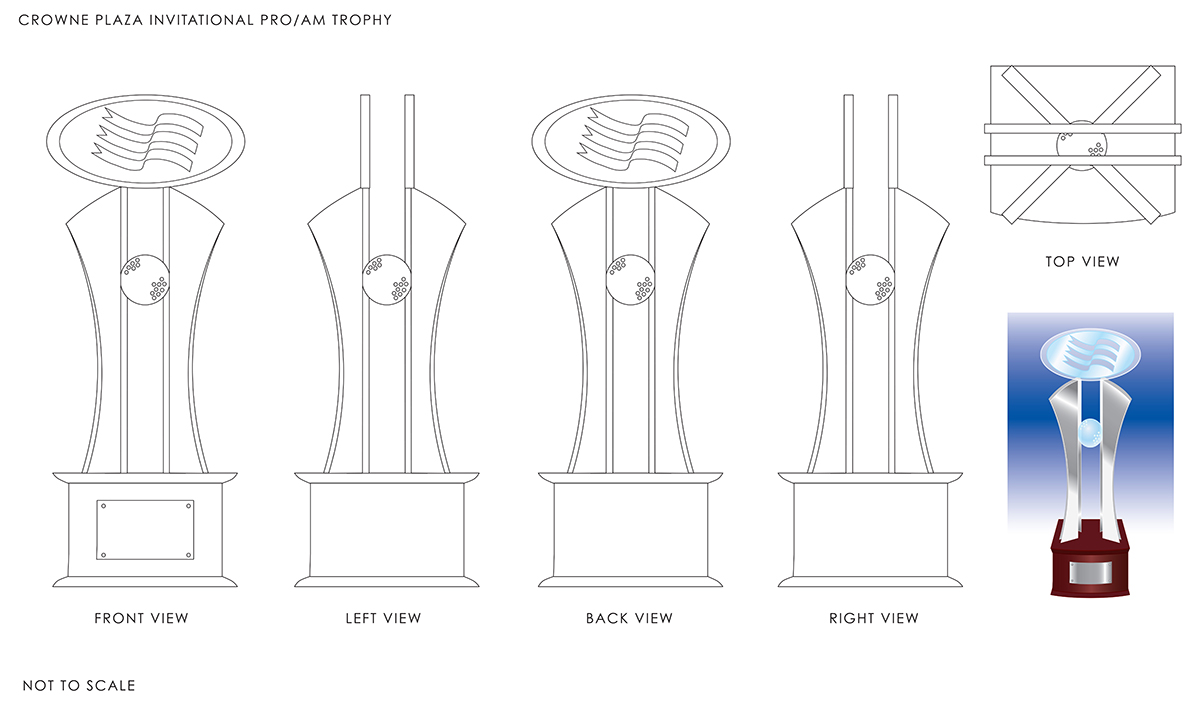 CROWNE PLAZA INVITATIONAL PRO/AM TROPHY
TOP VIEW
FRONT VIEW
LEFT VIEW
BACK VIEW
RIGHT VIEW
NOT TO SCALE